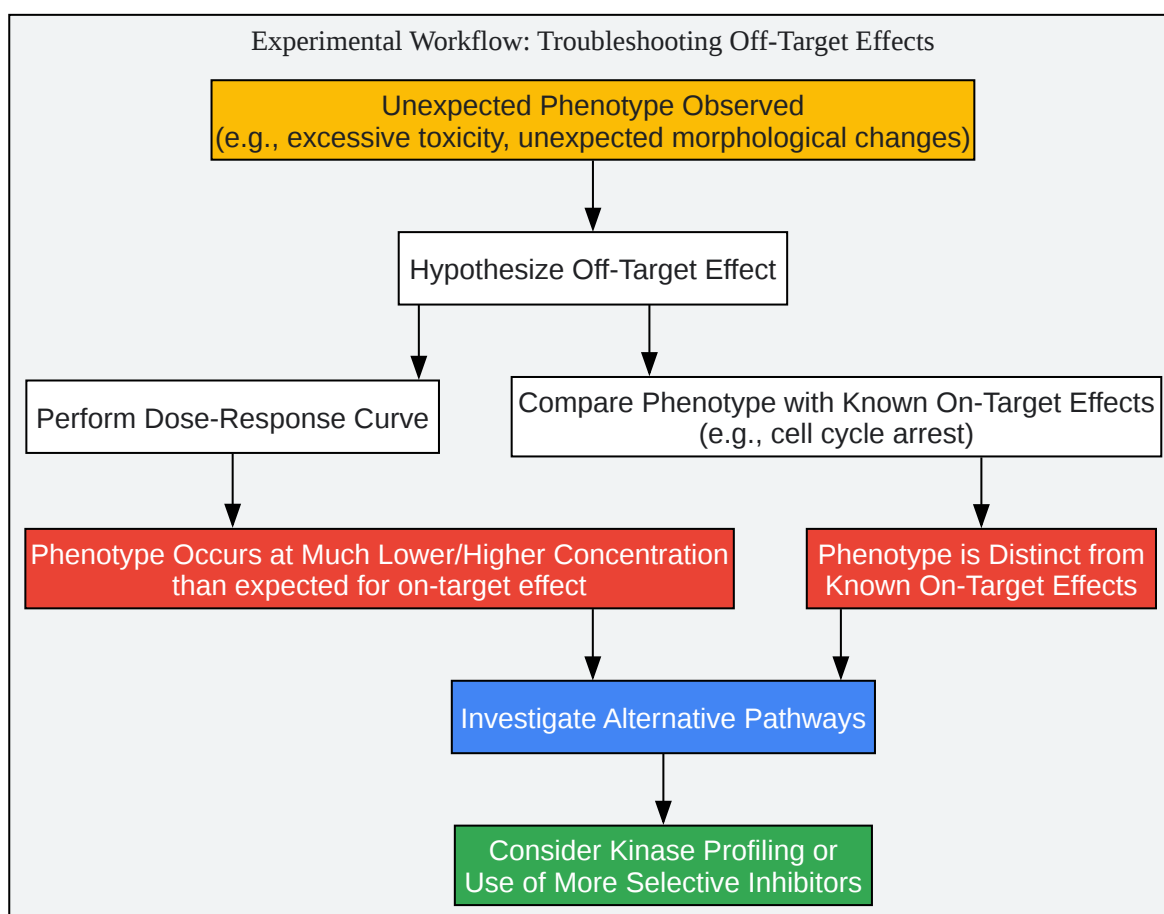 Experimental Workflow: Troubleshooting Off-Target Effects
Unexpected Phenotype Observed
(e.g., excessive toxicity, unexpected morphological changes)
Hypothesize Off-Target Effect
Perform Dose-Response Curve
Compare Phenotype with Known On-Target Effects
(e.g., cell cycle arrest)
Phenotype Occurs at Much Lower/Higher Concentration
than expected for on-target effect
Phenotype is Distinct from
Known On-Target Effects
Investigate Alternative Pathways
Consider Kinase Profiling or
Use of More Selective Inhibitors